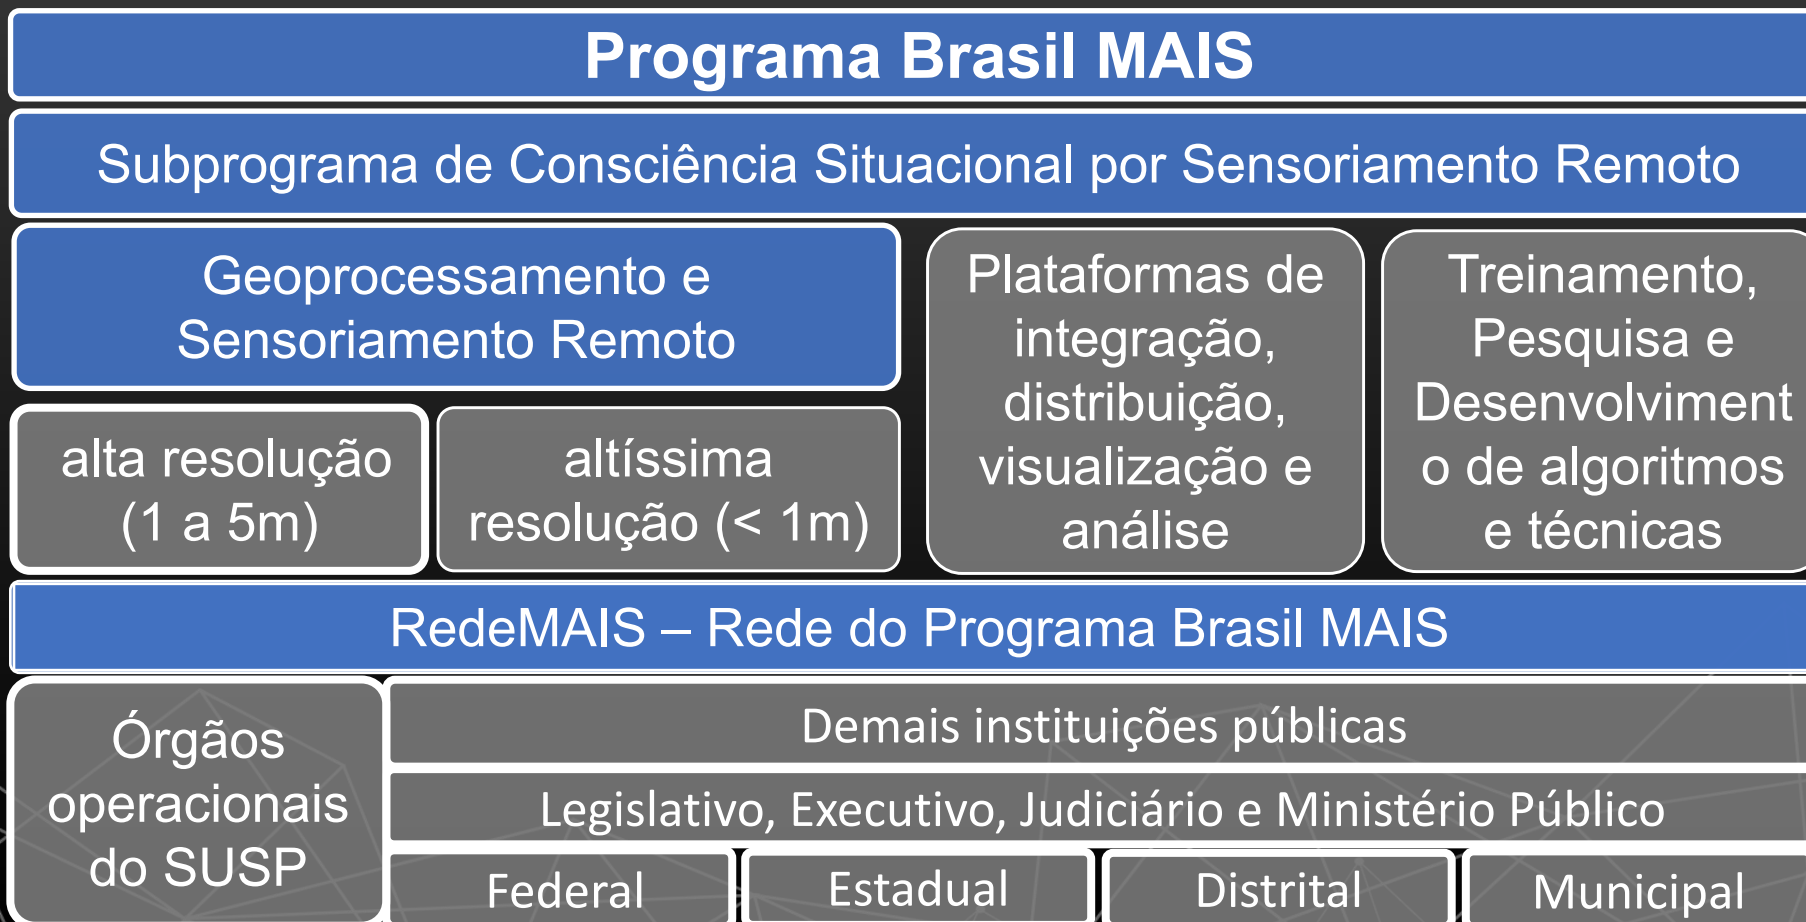 Programa Brasil MAIS
Subprograma de Consciência Situacional por Sensoriamento Remoto
Geoprocessamento e
Sensoriamento Remoto
alta resolução
(1 a 5m)
altíssima
resolução (< 1m)
Plataformas de
integração,
distribuição,
visualização e
análise
Treinamento,
Pesquisa e
Desenvolviment
o de algoritmos
e técnicas
RedeMAIS – Rede do Programa Brasil MAIS
Órgãos
operacionais
do SUSP
Demais instituições públicas
Legislativo, Executivo, Judiciário e Ministério Público
Federal
Estadual
Distrital
Municipal